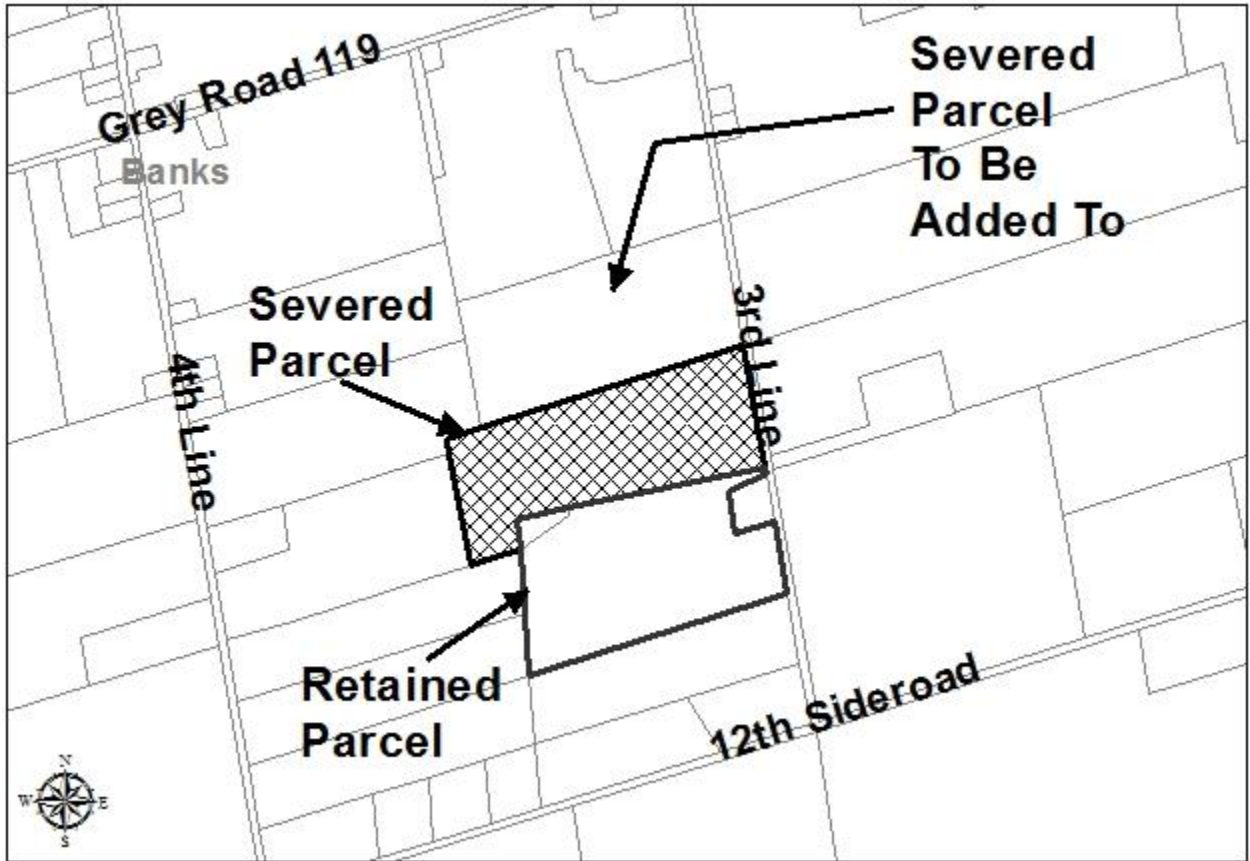 Grey Road 119
Banks
Severed
Parcel
To Be
Added To
Severed
Parcel
3rd Line
4th Line
Retained
Parcel
12th Sideroad
N
W
E
S